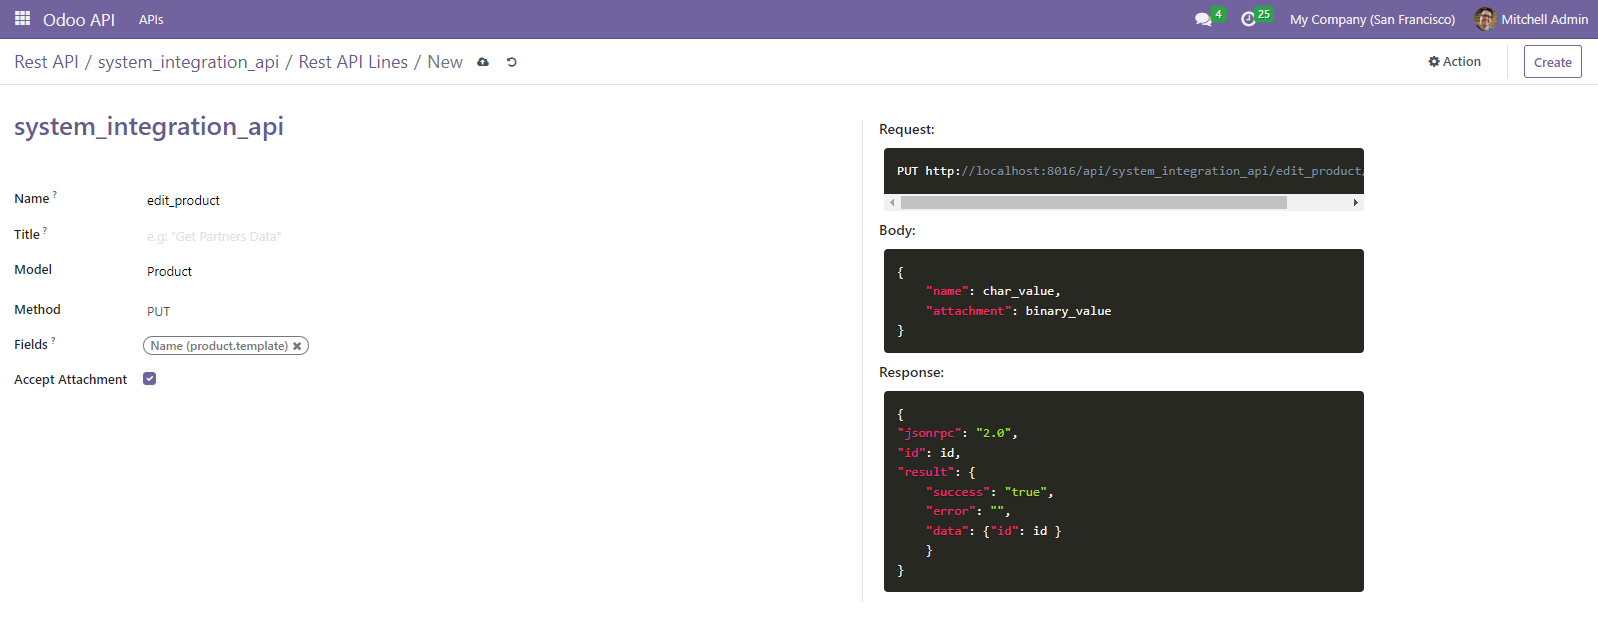 Odoo API APIs 4 25 My Company (San Francisco) Mitchell Admin
Rest API / system_integration_api / Rest API Lines / New Action Create
system_integration_api
Name ? edit_product
Title ? e.g: "Get Partners Data"
Model Product
Method PUT
Fields ? Name (product.template) ✖
Accept Attachment
Request:
PUT http://localhost:8016/api/system_integration_api/edit_product/
Body:
{
"name": char_value,
"attachment": binary_value
}
Response:
{
"jsonrpc": "2.0",
"id": id,
"result": {
"success": "true",
"error": "",
"data": {"id": id }
}
}